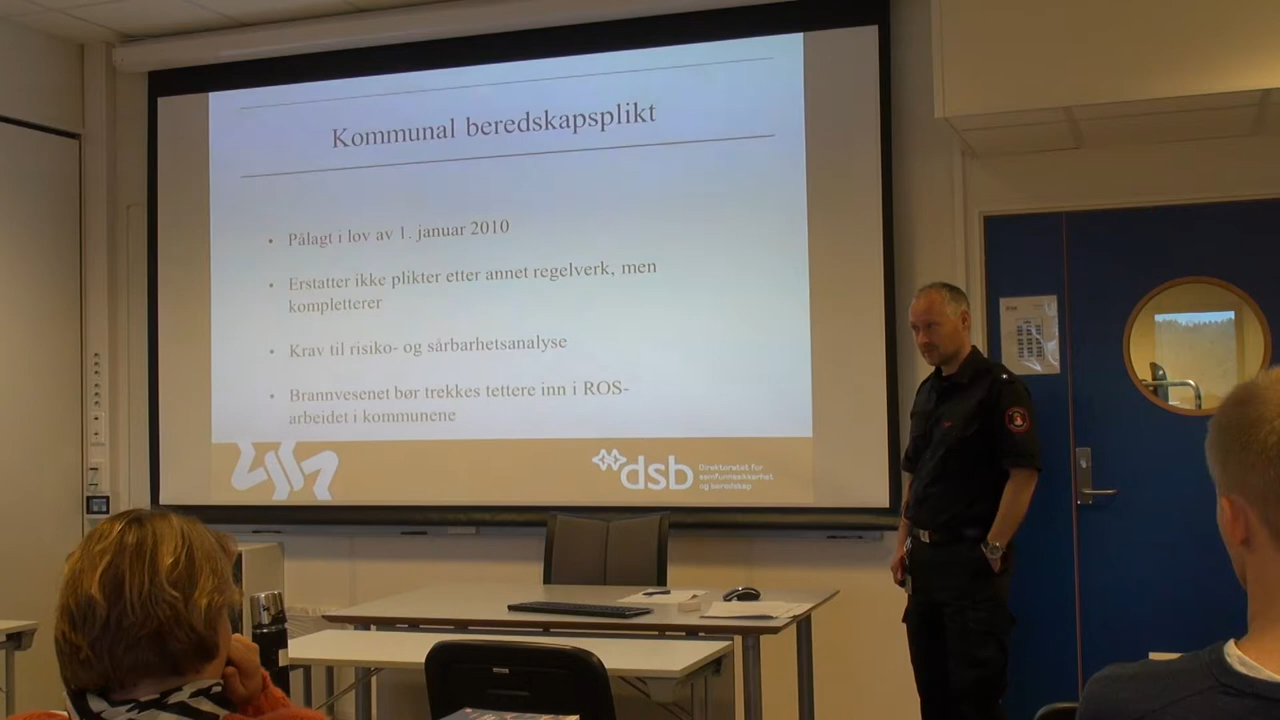 Kommunal beredskapsplikt
• Pålagt i lov av 1. januar 2010
• Erstatter ikke plikter etter annet regelverk, men
kompletterer
• Krav til risiko- og sårbarhetsanalyse
• Brannvesenet bør trekkes tettere inn i ROS-
arbeidet i kommunene
dsb
Direktoratet for
samfunnssikkerhet
og beredskap